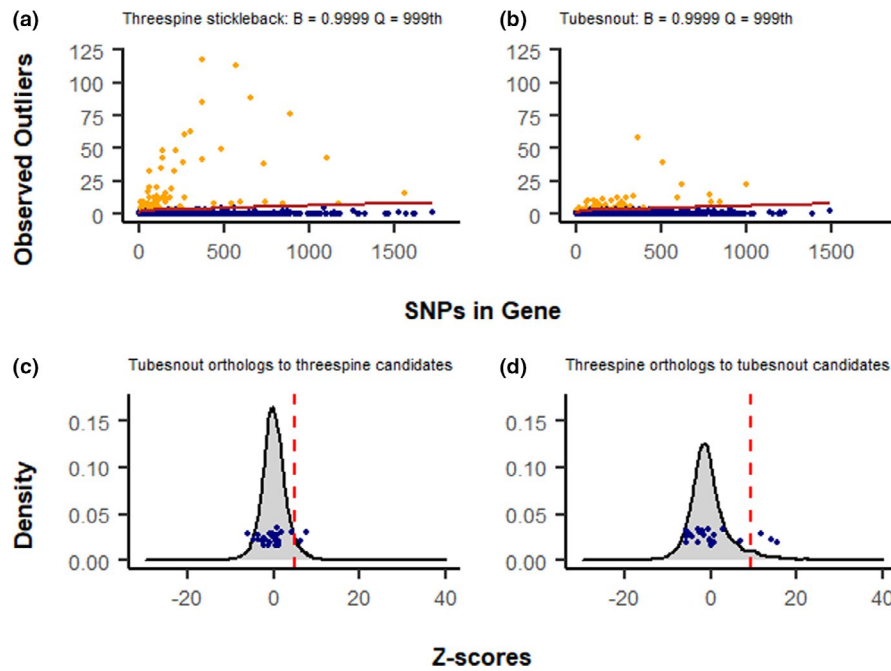 (a) Threespine stickleback: B = 0.9999 Q = 999th
(b) Tubesnout: B = 0.9999 Q = 999th
Observed Outliers
125
100
75
50
25
0
0 500 1000
125
100
75
50
25
0
0 500 1000 1500
SNPs in Gene
(c) Tubesnout orthologs to threespine candidates
(d) Threespine orthologs to tubesnout candidates
Density
0.15
0.10
0.05
0.00
-20 0 20 40
0.15
0.10
0.05
0.00
-20 0 20 40
Z-scores